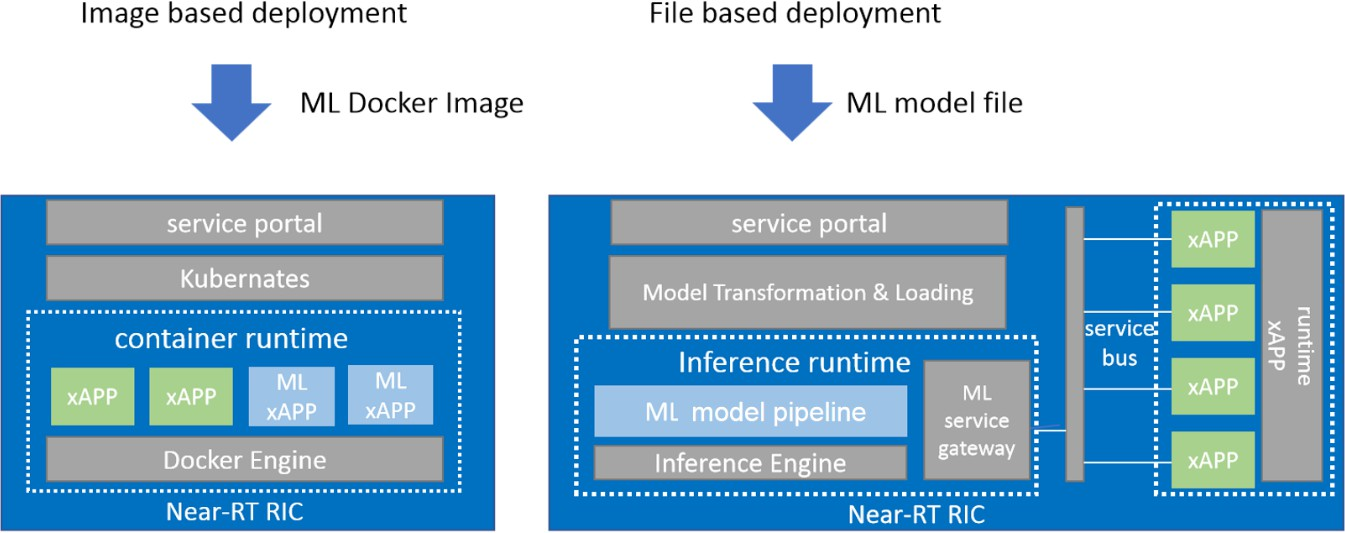 Image based deployment
File based deployment
ML Docker Image
ML model file
service portal
Kubernates
container runtime
xAPP
xAPP
ML
xAPP
ML
xAPP
Docker Engine
Near-RT RIC
service portal
Model Transformation & Loading
Inference runtime
ML model pipeline
Inference Engine
ML
service
gateway
Near-RT RIC
service
bus
xAPP
xAPP
xAPP
xAPP
runtime
xAPP